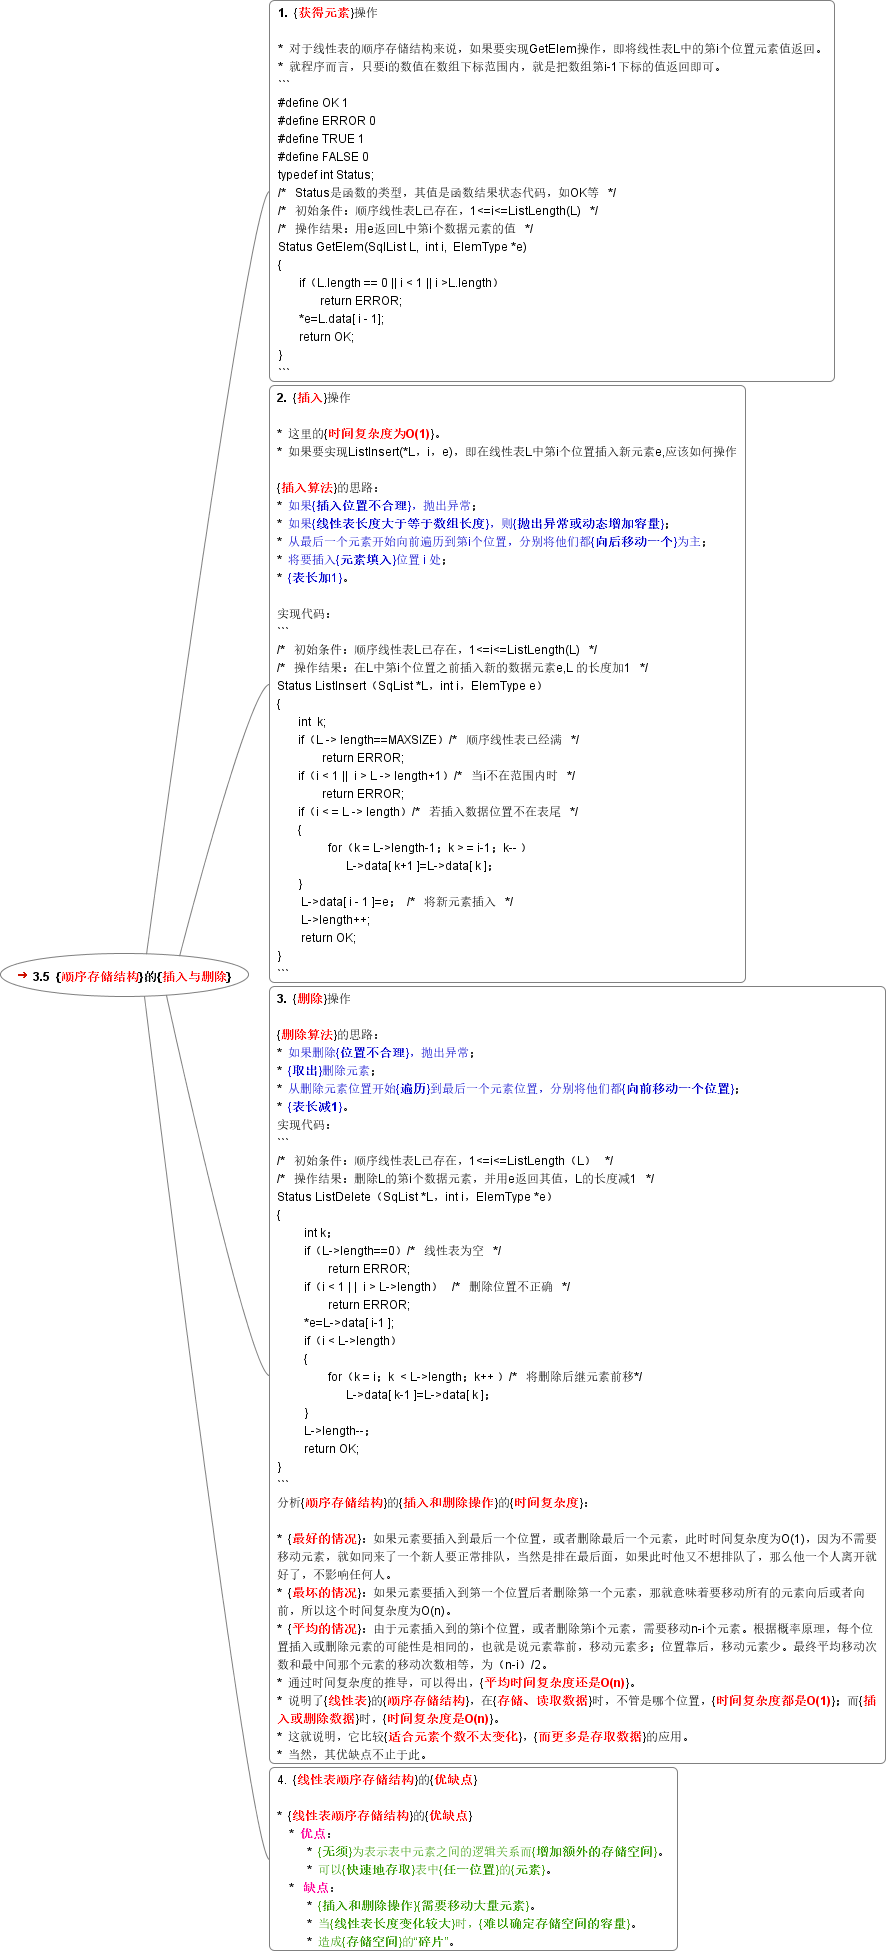 ➙ 3.5 {顺序存储结构}的{插入与删除}
1. {获得元素}操作
* 对于线性表的顺序存储结构来说，如果要实现GetElem操作，即将线性表L中的第i个位置元素值返回。
* 就程序而言，只要i的数值在数组下标范围内，就是把数组第i-1下标的值返回即可。
```
#define OK 1
#define ERROR 0
#define TRUE 1
#define FALSE 0
typedef int Status;
/* Status是函数的类型，其值是函数结果状态代码，如OK等 */
/* 初始条件：顺序线性表L已存在，1<=i<=ListLength(L) */
/* 操作结果：用e返回L中第i个数据元素的值 */
Status GetElem(SqlList L, int i, ElemType *e)
{
if（L.length == 0 || i < 1 || i >L.length）
return ERROR;
*e=L.data[ i - 1];
return OK;
}
```
2. {插入}操作
* 这里的{时间复杂度为O(1)}。
* 如果要实现ListInsert(*L，i，e)，即在线性表L中第i个位置插入新元素e,应该如何操作
{插入算法}的思路：
* 如果{插入位置不合理}，抛出异常；
* 如果{线性表长度大于等于数组长度}，则{抛出异常或动态增加容量}；
* 从最后一个元素开始向前遍历到第i个位置，分别将他们都{向后移动一个}为主；
* 将要插入{元素填入}位置 i 处；
* {表长加1}。
实现代码：
```
/* 初始条件：顺序线性表L已存在，1<=i<=ListLength(L) */
/* 操作结果：在L中第i个位置之前插入新的数据元素e,L 的长度加1 */
Status ListInsert（SqList *L，int i，ElemType e）
{
int k;
if（L -> length==MAXSIZE）/* 顺序线性表已经满 */
return ERROR;
if（i < 1 || i > L -> length+1）/* 当i不在范围内时 */
return ERROR;
if（i < = L -> length）/* 若插入数据位置不在表尾 */
{
for（k = L->length-1；k > = i-1；k-- ）
L->data[ k+1 ]=L->data[ k ]；
}
L->data[ i - 1 ]=e； /* 将新元素插入 */
L->length++;
return OK;
}
```
3. {删除}操作
{删除算法}的思路：
* 如果删除{位置不合理}，抛出异常；
* {取出}删除元素；
* 从删除元素位置开始{遍历}到最后一个元素位置，分别将他们都{向前移动一个位置}；
* {表长减1}。
实现代码：
```
/* 初始条件：顺序线性表L已存在，1<=i<=ListLength（L） */
/* 操作结果：删除L的第i个数据元素，并用e返回其值，L的长度减1 */
Status ListDelete（SqList *L，int i，ElemType *e）
{
int k；
if（L->length==0）/* 线性表为空 */
return ERROR;
if（i < 1 | | i > L->length） /* 删除位置不正确 */
return ERROR;
*e=L->data[ i-1 ];
if（i < L->length）
{
for（k = i；k < L->length；k++ ）/* 将删除后继元素前移*/
L->data[ k-1 ]=L->data[ k ]；
}
L->length--；
return OK;
}
```
分析{顺序存储结构}的{插入和删除操作}的{时间复杂度}：
* {最好的情况}：如果元素要插入到最后一个位置，或者删除最后一个元素，此时时间复杂度为O(1)，因为不需要
移动元素，就如同来了一个新人要正常排队，当然是排在最后面，如果此时他又不想排队了，那么他一个人离开就
好了，不影响任何人。
* {最坏的情况}：如果元素要插入到第一个位置后者删除第一个元素，那就意味着要移动所有的元素向后或者向
前，所以这个时间复杂度为O(n)。
* {平均的情况}：由于元素插入到的第i个位置，或者删除第i个元素，需要移动n-i个元素。根据概率原理，每个位
置插入或删除元素的可能性是相同的，也就是说元素靠前，移动元素多；位置靠后，移动元素少。最终平均移动次
数和最中间那个元素的移动次数相等，为（n-i）/2。
* 通过时间复杂度的推导，可以得出，{平均时间复杂度还是O(n)}。
* 说明了{线性表}的{顺序存储结构}，在{存储、读取数据}时，不管是哪个位置，{时间复杂度都是O(1)}；而{插
入或删除数据}时，{时间复杂度是O(n)}。
* 这就说明，它比较{适合元素个数不太变化}，{而更多是存取数据}的应用。
* 当然，其优缺点不止于此。
4. {线性表顺序存储结构}的{优缺点}
* {线性表顺序存储结构}的{优缺点}
* 优点：
* {无须}为表示表中元素之间的逻辑关系而{增加额外的存储空间}。
* 可以{快速地存取}表中{任一位置}的{元素}。
* 缺点：
* {插入和删除操作}{需要移动大量元素}。
* 当{线性表长度变化较大}时，{难以确定存储空间的容量}。
* 造成{存储空间}的“碎片”。